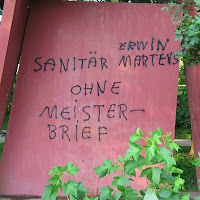 ERWIN
SANITÄR MARTENS
OHNE
MEISTER-
BRIEF